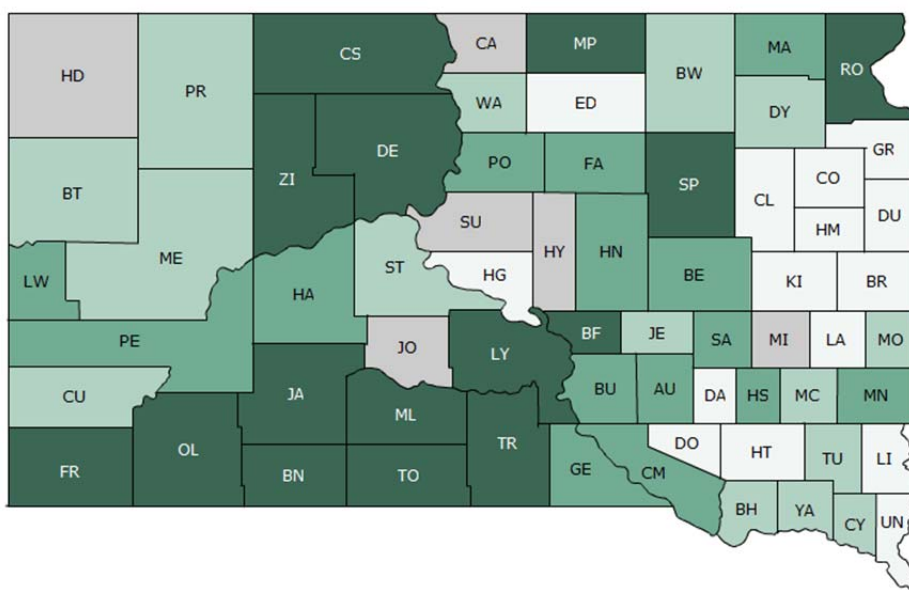 HD PR CS CA MP BW MA RO
WA ED DY
BT ZI DE PO FA SP CL CO GR
HM DU
LW ME HA ST SU HY HN BE KI BR
HG
PE JO LY BF JE SA MI LA MO
CU JA ML BU AU DA HS MC MN
FR OL BN TO TR GE CM DO HT TU LI
BH YA CY UN